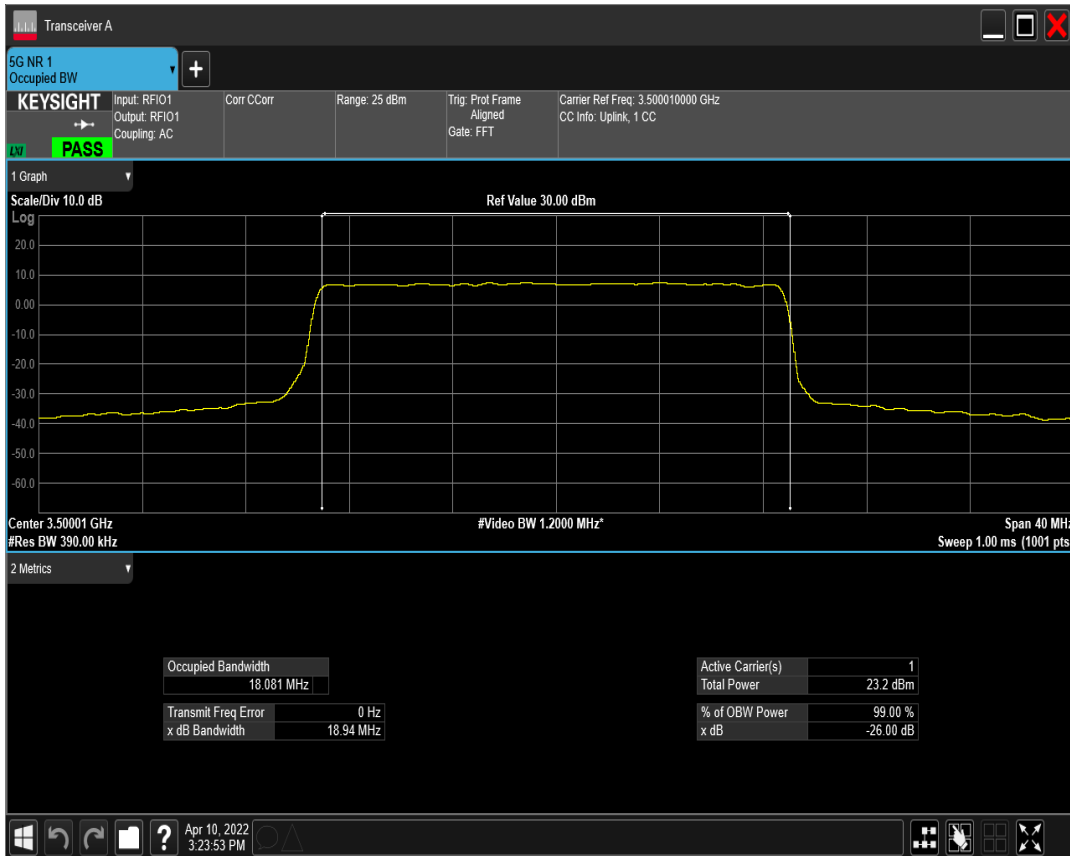 Transceiver A
5G NR 1
Occupied BW
KEYSIGHT
LXI
PASS
Input: RFIO1
Output: RFIO1
Coupling: AC
Corr CCorr
Range: 25 dBm
Trig: Prot Frame
Aligned
Gate: FFT
Carrier Ref Freq: 3.500010000 GHz
CC Info: Uplink, 1 CC
1 Graph
Scale/Div 10.0 dB
Ref Value 30.00 dBm
Log
20.0
10.0
0.00
-10.0
-20.0
-30.0
-40.0
-50.0
-60.0
Center 3.50001 GHz
#Video BW 1.2000 MHz*
Span 40 MHz
#Res BW 390.00 kHz
Sweep 1.00 ms (1001 pts
2 Metrics
Occupied Bandwidth
18.081 MHz
Transmit Freq Error 0 Hz
x dB Bandwidth 18.94 MHz
Active Carrier(s) 1
Total Power 23.2 dBm
% of OBW Power 99.00 %
x dB -26.00 dB
?
Apr 10, 2022
3:23:53 PM